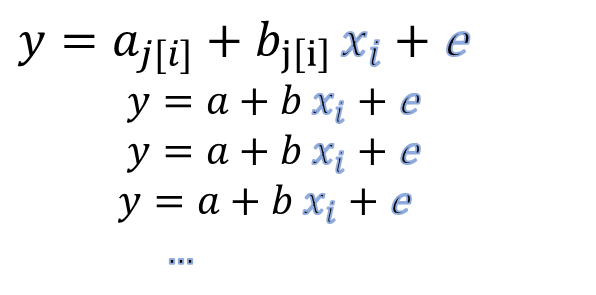 y = a_{j[i]} + b_{j[i]} x_i + e
y = a + b x_i + e
y = a + b x_i + e
y = a + b x_i + e
...